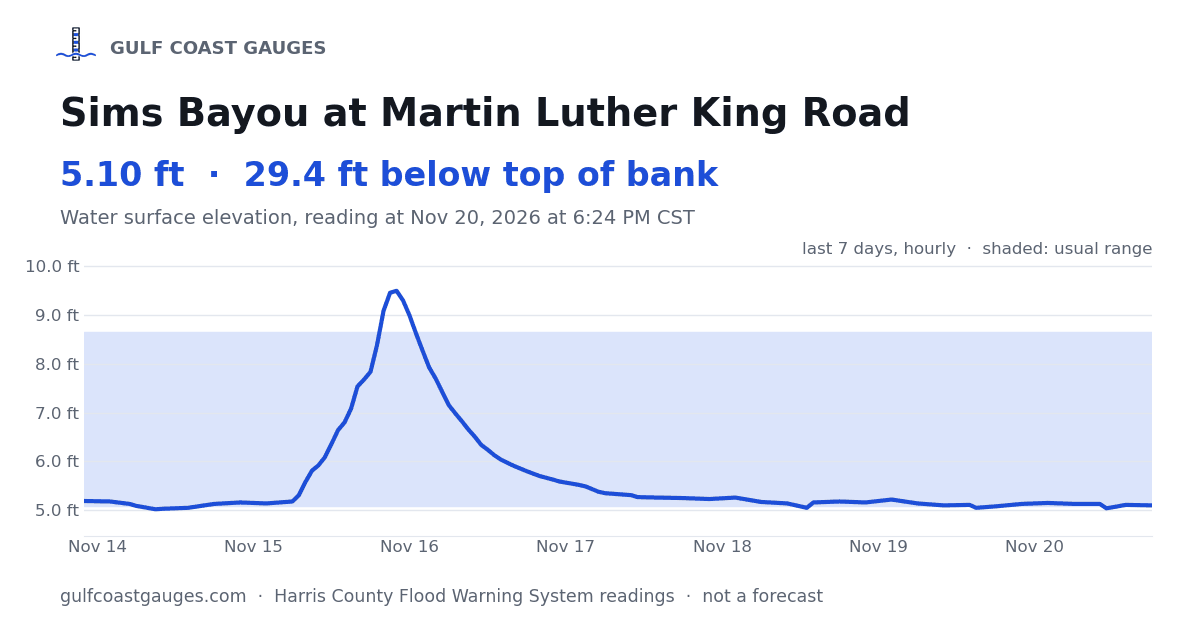 GULF COAST GAUGES
Sims Bayou at Martin Luther King Road
5.10 ft · 29.4 ft below top of bank
Water surface elevation, reading at Nov 20, 2026 at 6:24 PM CST
last 7 days, hourly · shaded: usual range
10.0 ft
9.0 ft
8.0 ft
7.0 ft
6.0 ft
5.0 ft
Nov 14 Nov 15 Nov 16 Nov 17 Nov 18 Nov 19 Nov 20
gulfcoastgauges.com · Harris County Flood Warning System readings · not a forecast